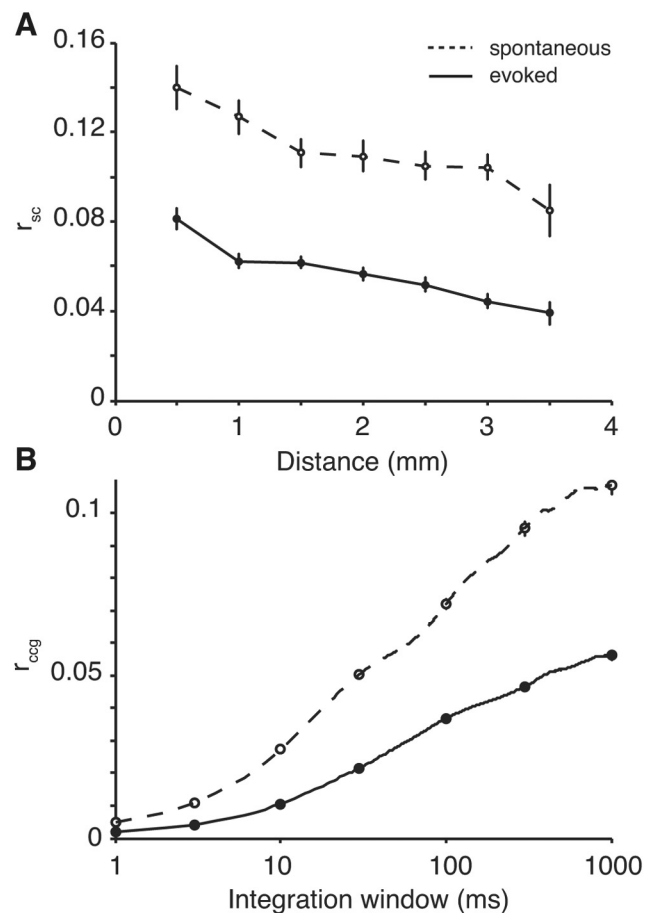 A
0.16
0.12
0.08
0.04
0
r_sc
spontaneous
evoked
0 1 2 3 4
Distance (mm)
B
0.1
0.05
0
r_ccg
1 10 100 1000
Integration window (ms)